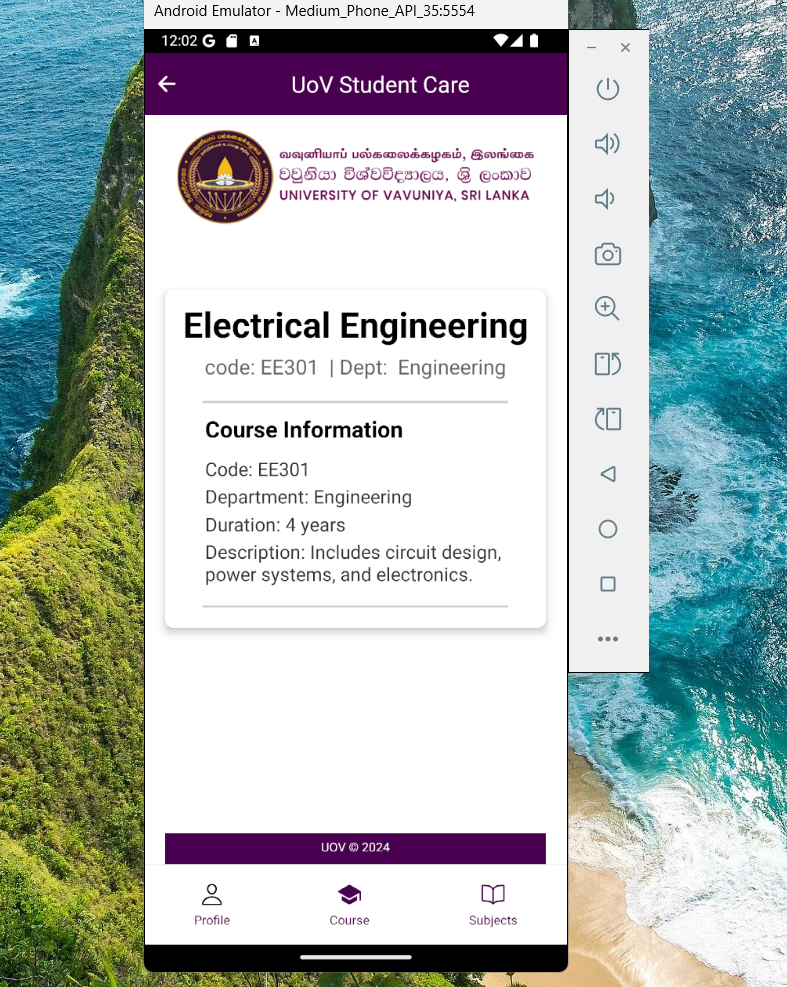 Android Emulator - Medium_Phone_API_35:5554
12:02
UoV Student Care
வவுனியாப் பல்கலைக்கழகம், இலங்கை
වවුනියා විශ්වවිද්‍යාලය, ශ්‍රී ලංකාව
UNIVERSITY OF VAVUNIYA, SRI LANKA
Electrical Engineering
code: EE301 | Dept: Engineering
Course Information
Code: EE301
Department: Engineering
Duration: 4 years
Description: Includes circuit design,
power systems, and electronics.
UOV © 2024
Profile Course Subjects